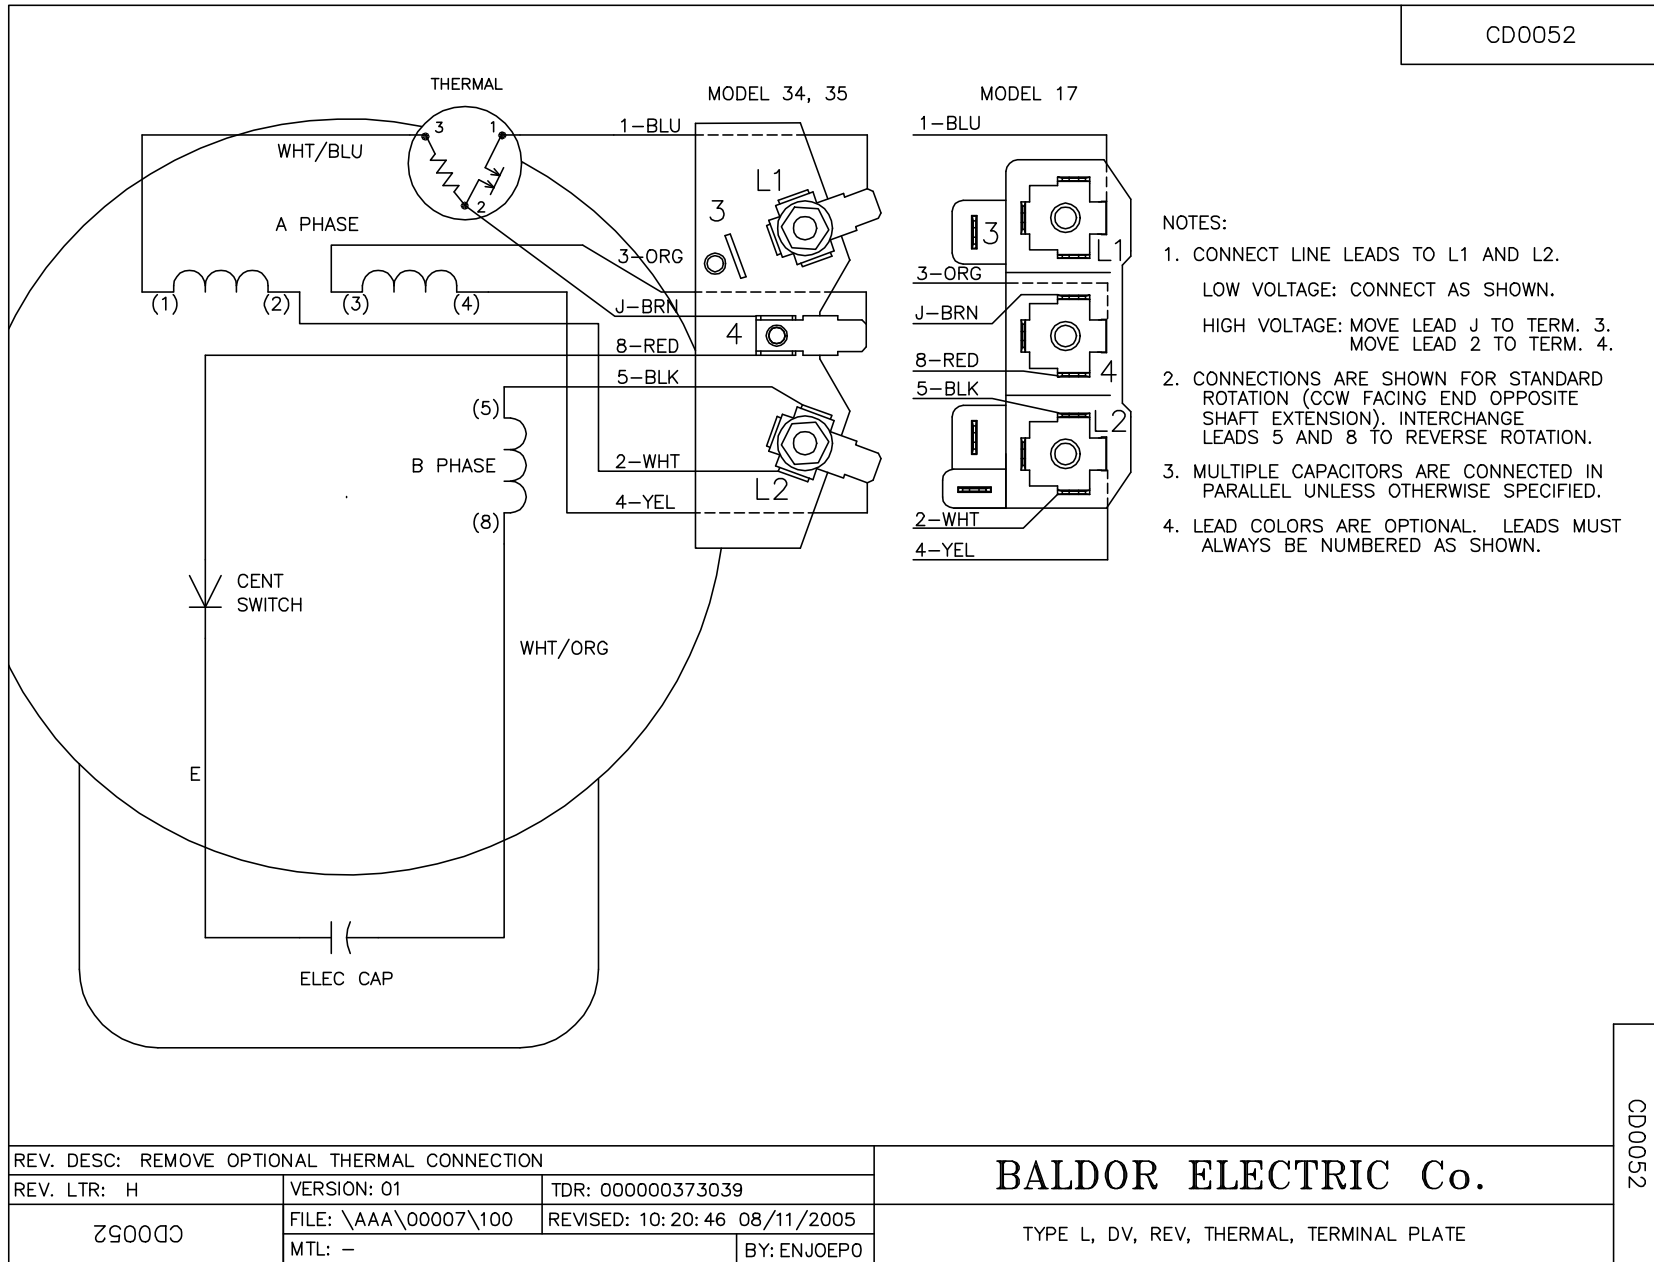 CD0052
THERMAL
MODEL 34, 35
MODEL 17
3
1
2
1-BLU
1-BLU
WHT/BLU
L1
3
A PHASE
3-ORG
(1)
(2)
(3)
(4)
J-BRN
4
8-RED
5-BLK
(5)
B PHASE
2-WHT
L2
4-YEL
(8)
3
L1
3-ORG
J-BRN
8-RED
4
5-BLK
L2
2-WHT
4-YEL
NOTES:
1. CONNECT LINE LEADS TO L1 AND L2.
LOW VOLTAGE: CONNECT AS SHOWN.
HIGH VOLTAGE: MOVE LEAD J TO TERM. 3.
MOVE LEAD 2 TO TERM. 4.
2. CONNECTIONS ARE SHOWN FOR STANDARD
ROTATION (CCW FACING END OPPOSITE
SHAFT EXTENSION). INTERCHANGE
LEADS 5 AND 8 TO REVERSE ROTATION.
3. MULTIPLE CAPACITORS ARE CONNECTED IN
PARALLEL UNLESS OTHERWISE SPECIFIED.
4. LEAD COLORS ARE OPTIONAL. LEADS MUST
ALWAYS BE NUMBERED AS SHOWN.
CENT
SWITCH
WHT/ORG
E
ELEC CAP
CD0052
REV. DESC: REMOVE OPTIONAL THERMAL CONNECTION
REV. LTR: H
VERSION: 01
TDR: 000000373039
CD0052
FILE: \AAA\00007\100
REVISED: 10:20:46 08/11/2005
MTL: -
BY: ENJOEPO
BALDOR ELECTRIC Co.
TYPE L, DV, REV, THERMAL, TERMINAL PLATE